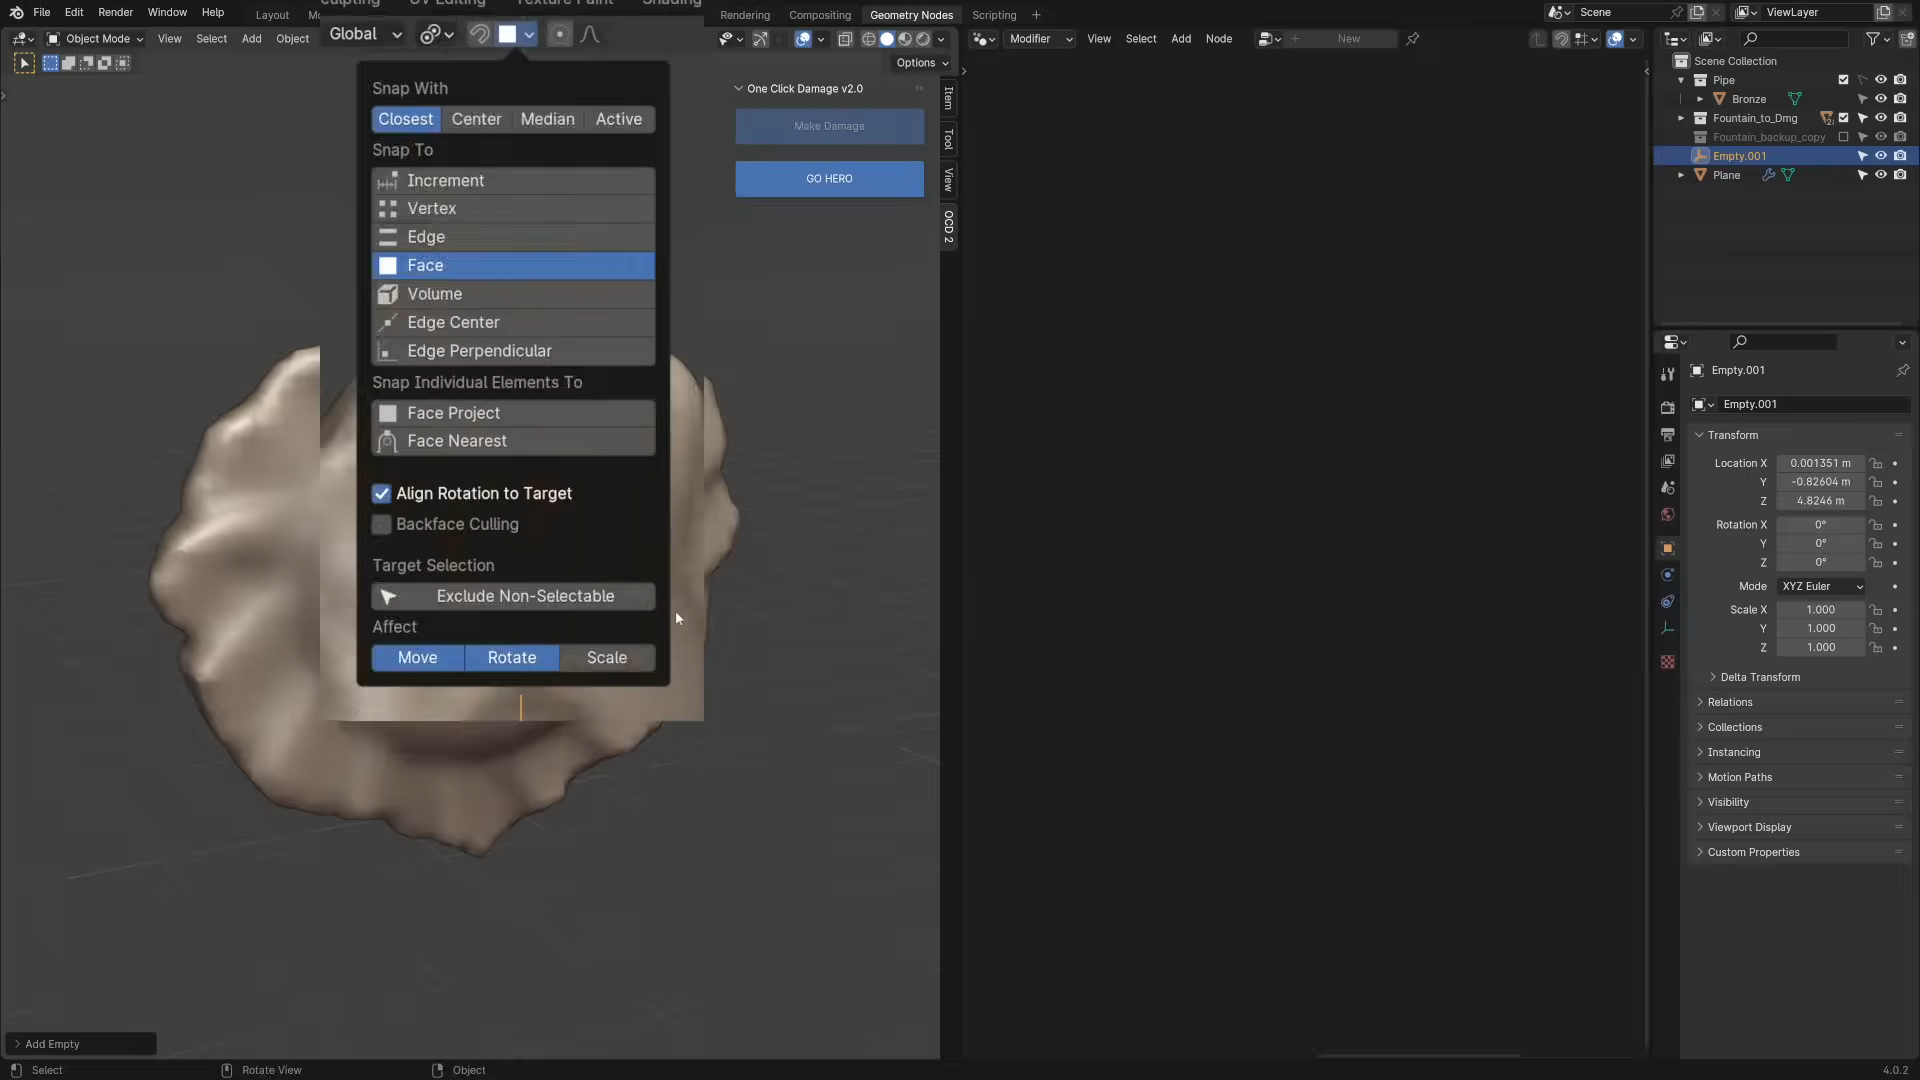 File Edit Render Window Help Layout
UV Editing Texture Paint Shading
Rendering Compositing Geometry Nodes Scripting
Scene ViewLayer
Object Mode View Select Add Object
Global
Options
Modifier View Select Add Node New
Snap With
Closest Center Median Active
Snap To
Increment
Vertex
Edge
Face
Volume
Edge Center
Edge Perpendicular
Snap Individual Elements To
Face Project
Face Nearest
Align Rotation to Target
Backface Culling
Target Selection
Exclude Non-Selectable
Affect
Move Rotate Scale
One Click Damage v2.0
Make Damage
GO HERO
Item
Tool
View
OCD 2
Scene Collection
Pipe
Bronze
Fountain_to_Dmg
Fountain_backup_copy
Empty.001
Plane
Empty.001
Empty.001
Transform
Location X 0.001351 m
Y -0.82604 m
Z 4.8246 m
Rotation X 0°
Y 0°
Z 0°
Mode XYZ Euler
Scale X 1.000
Y 1.000
Z 1.000
Delta Transform
Relations
Collections
Instancing
Motion Paths
Visibility
Viewport Display
Custom Properties
Add Empty
Select Rotate View Object
4.0.2